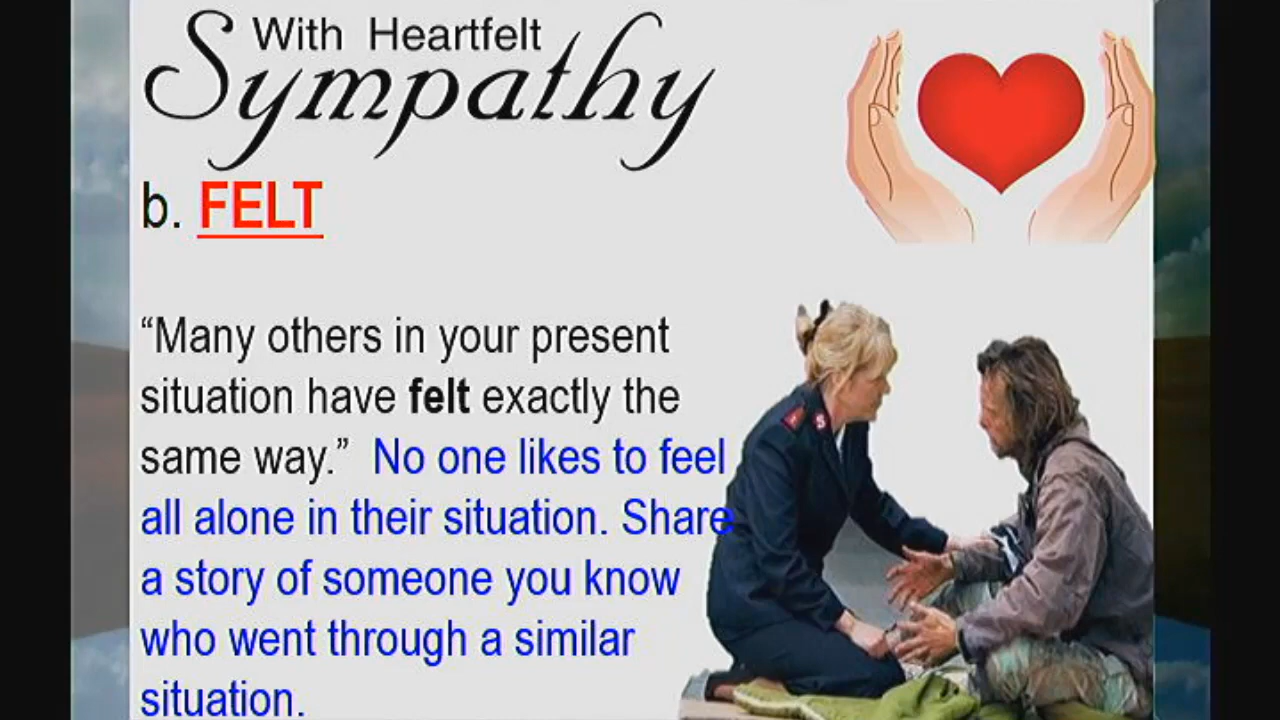 With Heartfelt
Sympathy
b. FELT
“Many others in your present
situation have felt exactly the
same way.” No one likes to feel
all alone in their situation. Share
a story of someone you know
who went through a similar
situation.